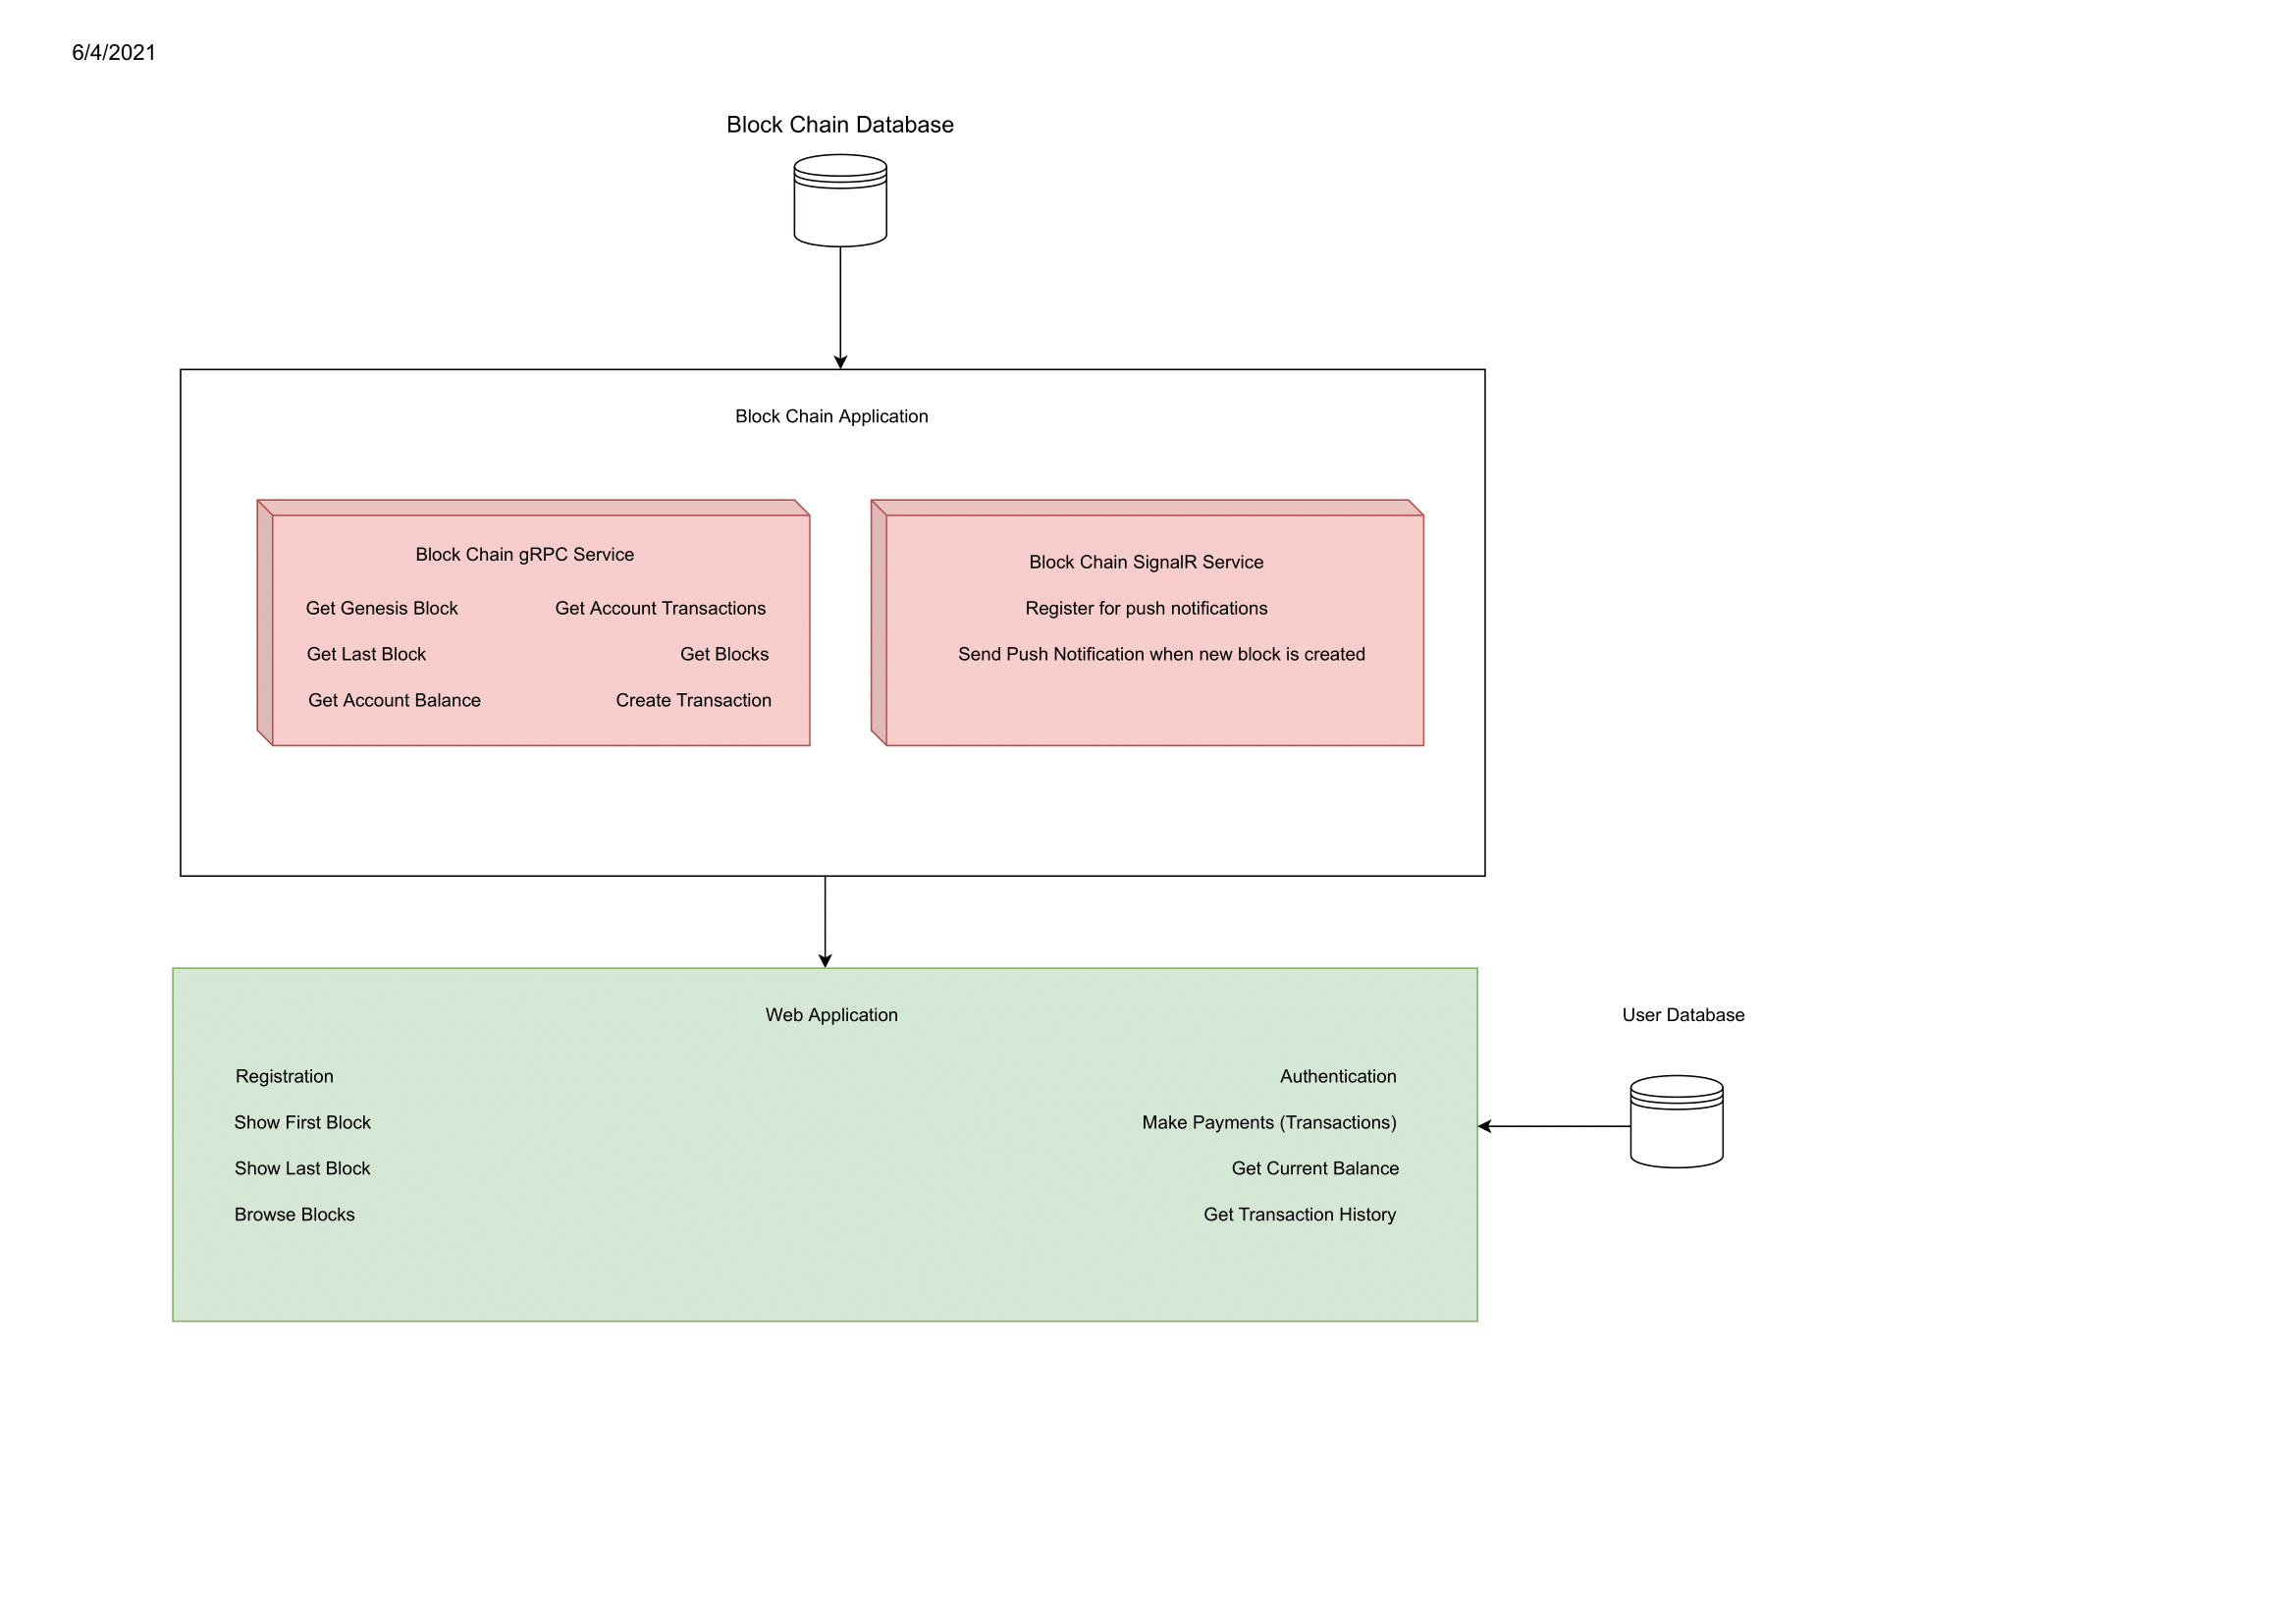 6/4/2021
Block Chain Database
Block Chain Application
Block Chain gRPC Service
Get Genesis Block
Get Account Transactions
Get Last Block
Get Blocks
Get Account Balance
Create Transaction
Block Chain SignalR Service
Register for push notifications
Send Push Notification when new block is created
Web Application
Registration
Authentication
Show First Block
Make Payments (Transactions)
Show Last Block
Get Current Balance
Browse Blocks
Get Transaction History
User Database